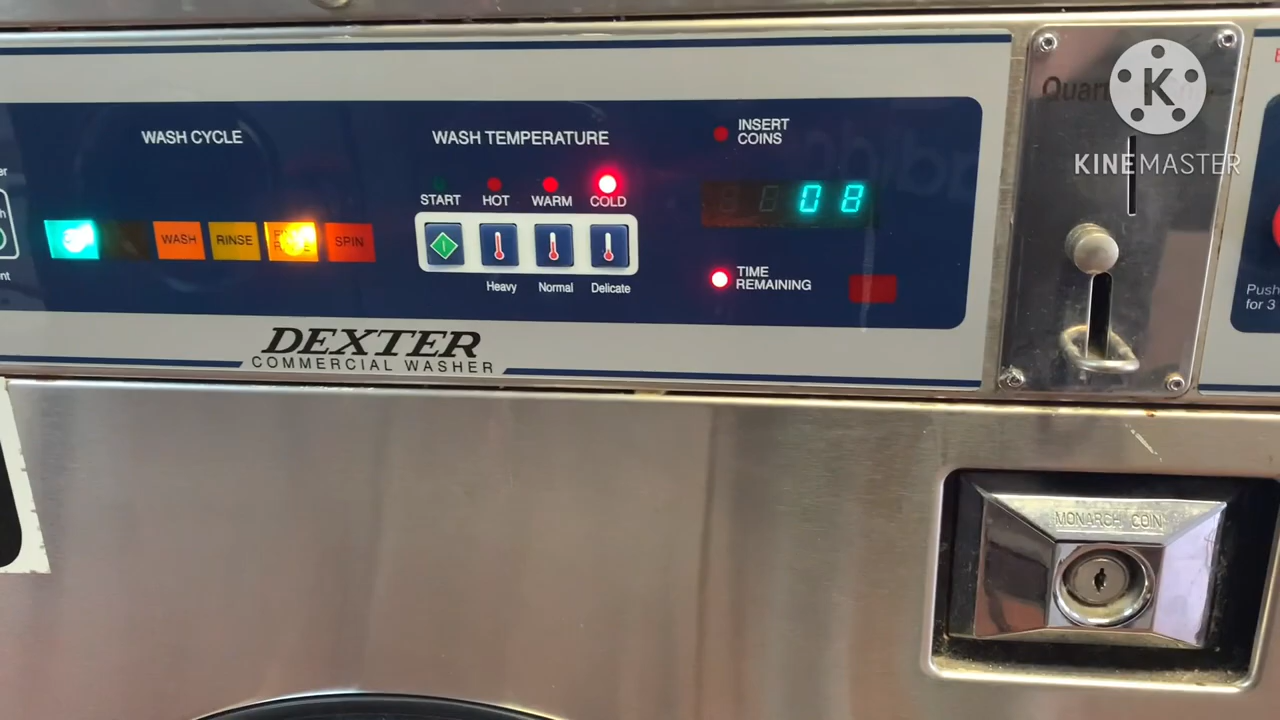 WASH CYCLE
WASH TEMPERATURE
INSERT
COINS
START
HOT
WARM
COLD
08
WASH
RINSE
SPIN
TIME
REMAINING
Heavy
Normal
Delicate
DEXTER
COMMERCIAL WASHER
KINEMASTER
K
Push
for 3
MONARCH COIN